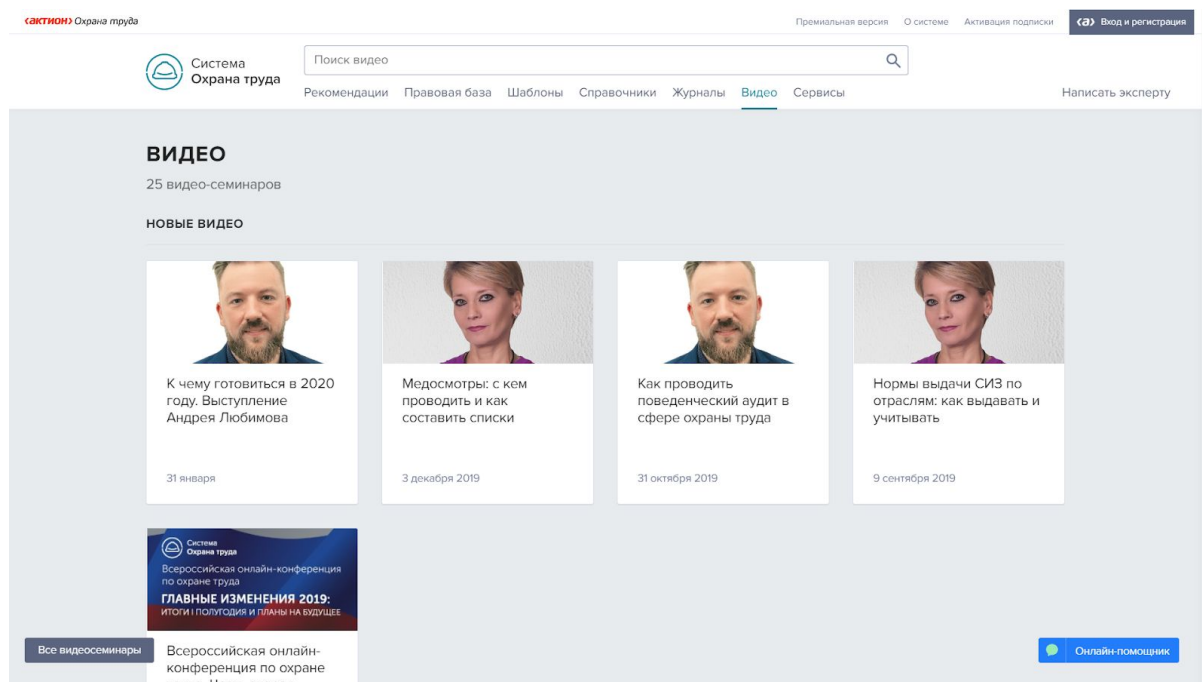 ‹актион› Охрана труда
Премиальная версия О системе Активация подписки ‹а› Вход и регистрация
Система
Охрана труда
Поиск видео
Рекомендации Правовая база Шаблоны Справочники Журналы Видео Сервисы
Написать эксперту
ВИДЕО
25 видео-семинаров
НОВЫЕ ВИДЕО
К чему готовиться в 2020
году. Выступление
Андрея Любимова
31 января
Медосмотры: с кем
проводить и как
составить списки
3 декабря 2019
Как проводить
поведенческий аудит в
сфере охраны труда
31 октября 2019
Нормы выдачи СИЗ по
отраслям: как выдавать и
учитывать
9 сентября 2019
Система
Охрана труда
Всероссийская онлайн-конференция
по охране труда
ГЛАВНЫЕ ИЗМЕНЕНИЯ 2019:
ИТОГИ I ПОЛУГОДИЯ И ПЛАНЫ НА БУДУЩЕЕ
Всероссийская онлайн-
конференция по охране
Все видеосеминары
Онлайн-помощник